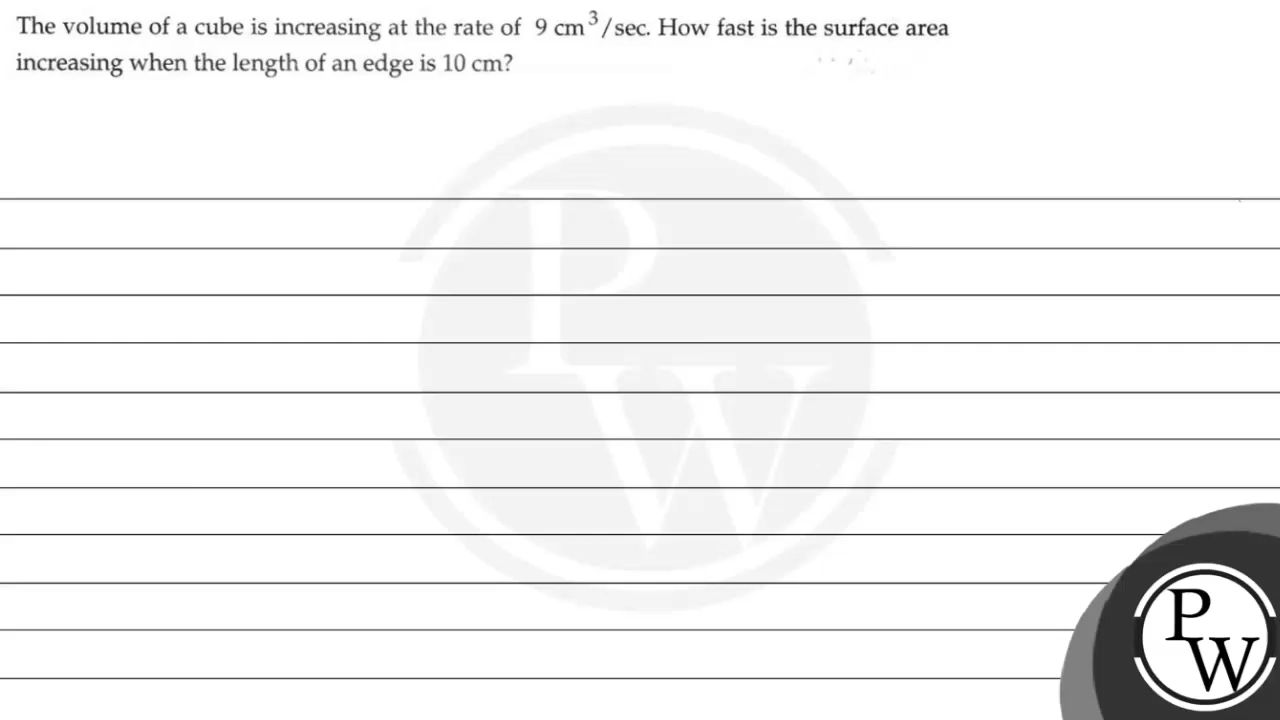 The volume of a cube is increasing at the rate of 9 cm³/sec. How fast is the surface area
increasing when the length of an edge is 10 cm?
P
W
P
W